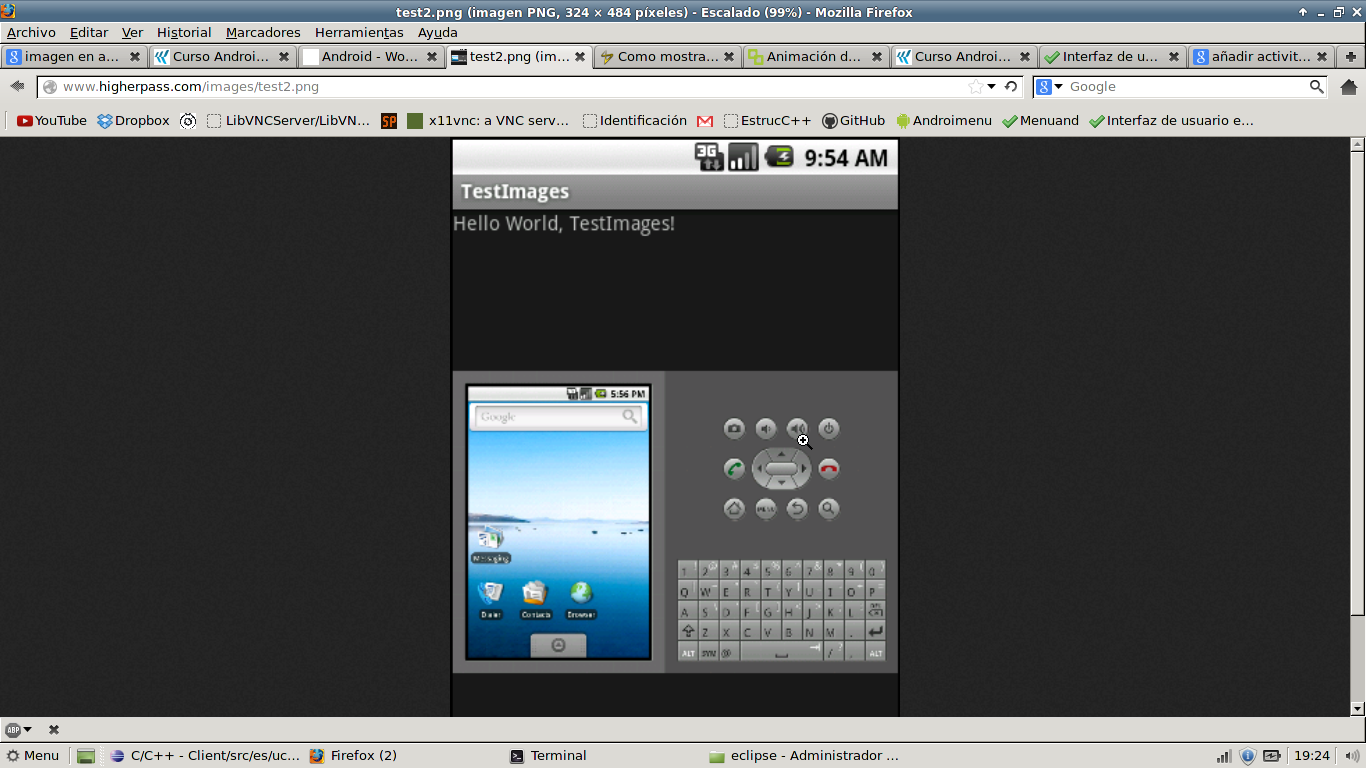 test2.png (imagen PNG, 324 × 484 píxeles) - Escalado (99%) - Mozilla Firefox
Archivo Editar Ver Historial Marcadores Herramientas Ayuda
imagen en a... Curso Androi... Android - Wo... test2.png (im... Como mostra... Animación d... Curso Androi... Interfaz de u... añadir activit...
www.higherpass.com/images/test2.png Google
YouTube Dropbox LibVNCServer/LibVN... SP x11vnc: a VNC serv... Identificación EstrucC++ GitHub Androimenu Menuand Interfaz de usuario e...
3G 9:54 AM
TestImages
Hello World, TestImages!
5:56 PM
Google
MENU
Messaging
Dialer Contacts Browser
1 2 3 4 5 6 7 8 9 0
Q W E R T Y U I O P
A S D F G H J K L DEL
Z X C V B N M .
ALT SYM @ / , ALT
ABP
Menu C/C++ - Client/src/es/uc... Firefox (2) Terminal eclipse - Administrador ... 19:24